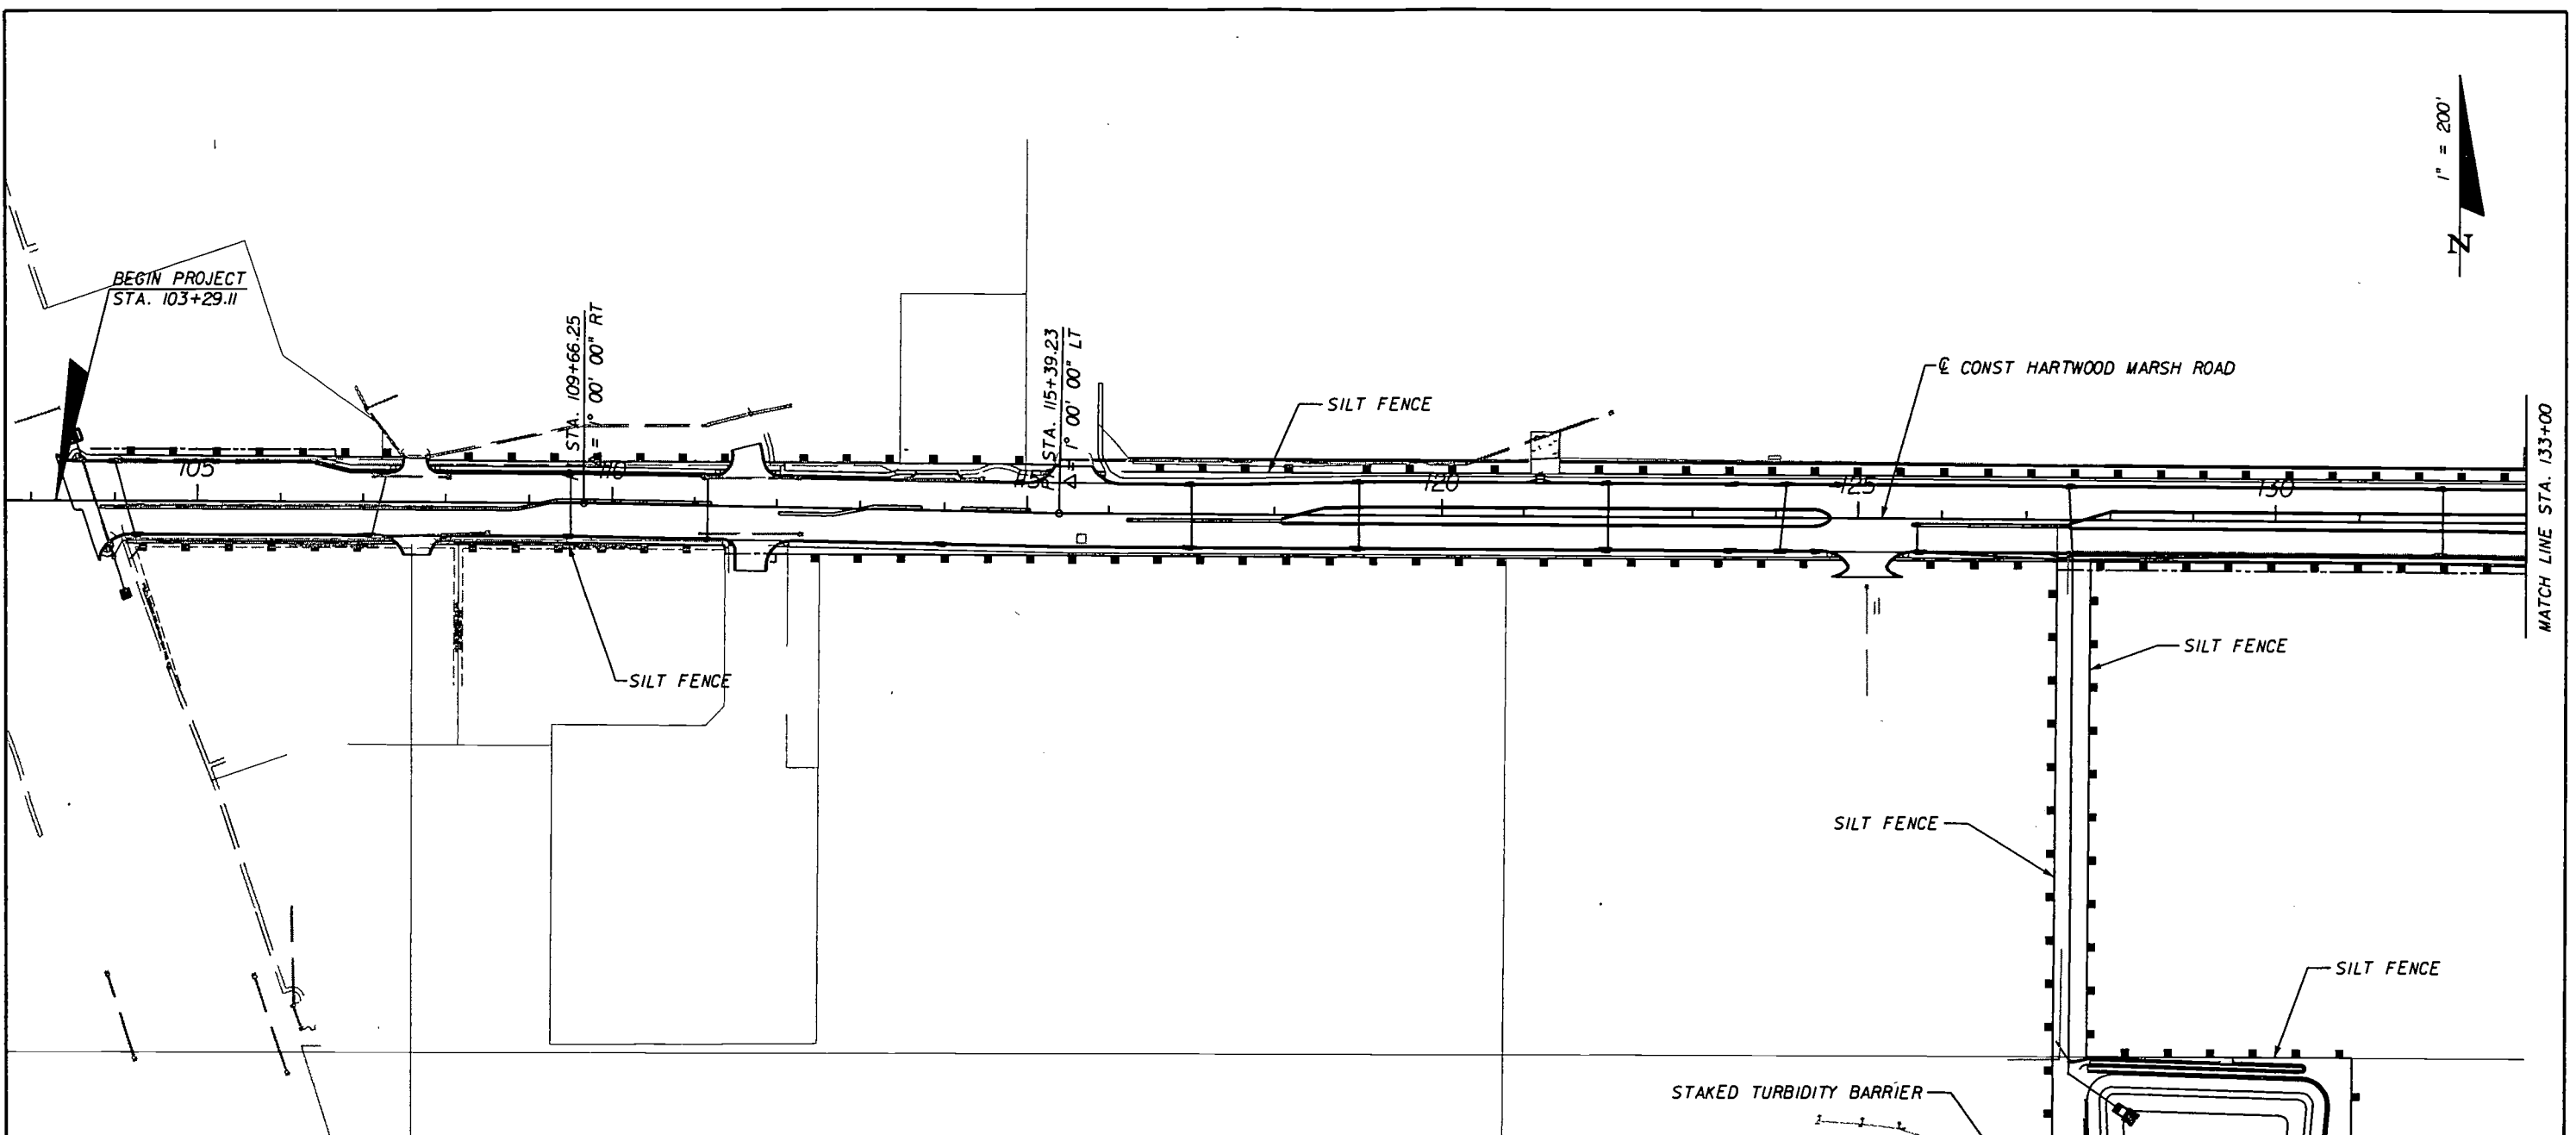 1" = 200'
N
BEGIN PROJECT
STA. 103+29.11
STA. 109+66.25
Δ = 1° 00' 00" RT
STA. 115+39.23
Δ = 1° 00' 00" LT
℄ CONST HARTWOOD MARSH ROAD
SILT FENCE
MATCH LINE STA. 133+00
105
110
115
120
125
130
SILT FENCE
SILT FENCE
SILT FENCE
SILT FENCE
STAKED TURBIDITY BARRIER